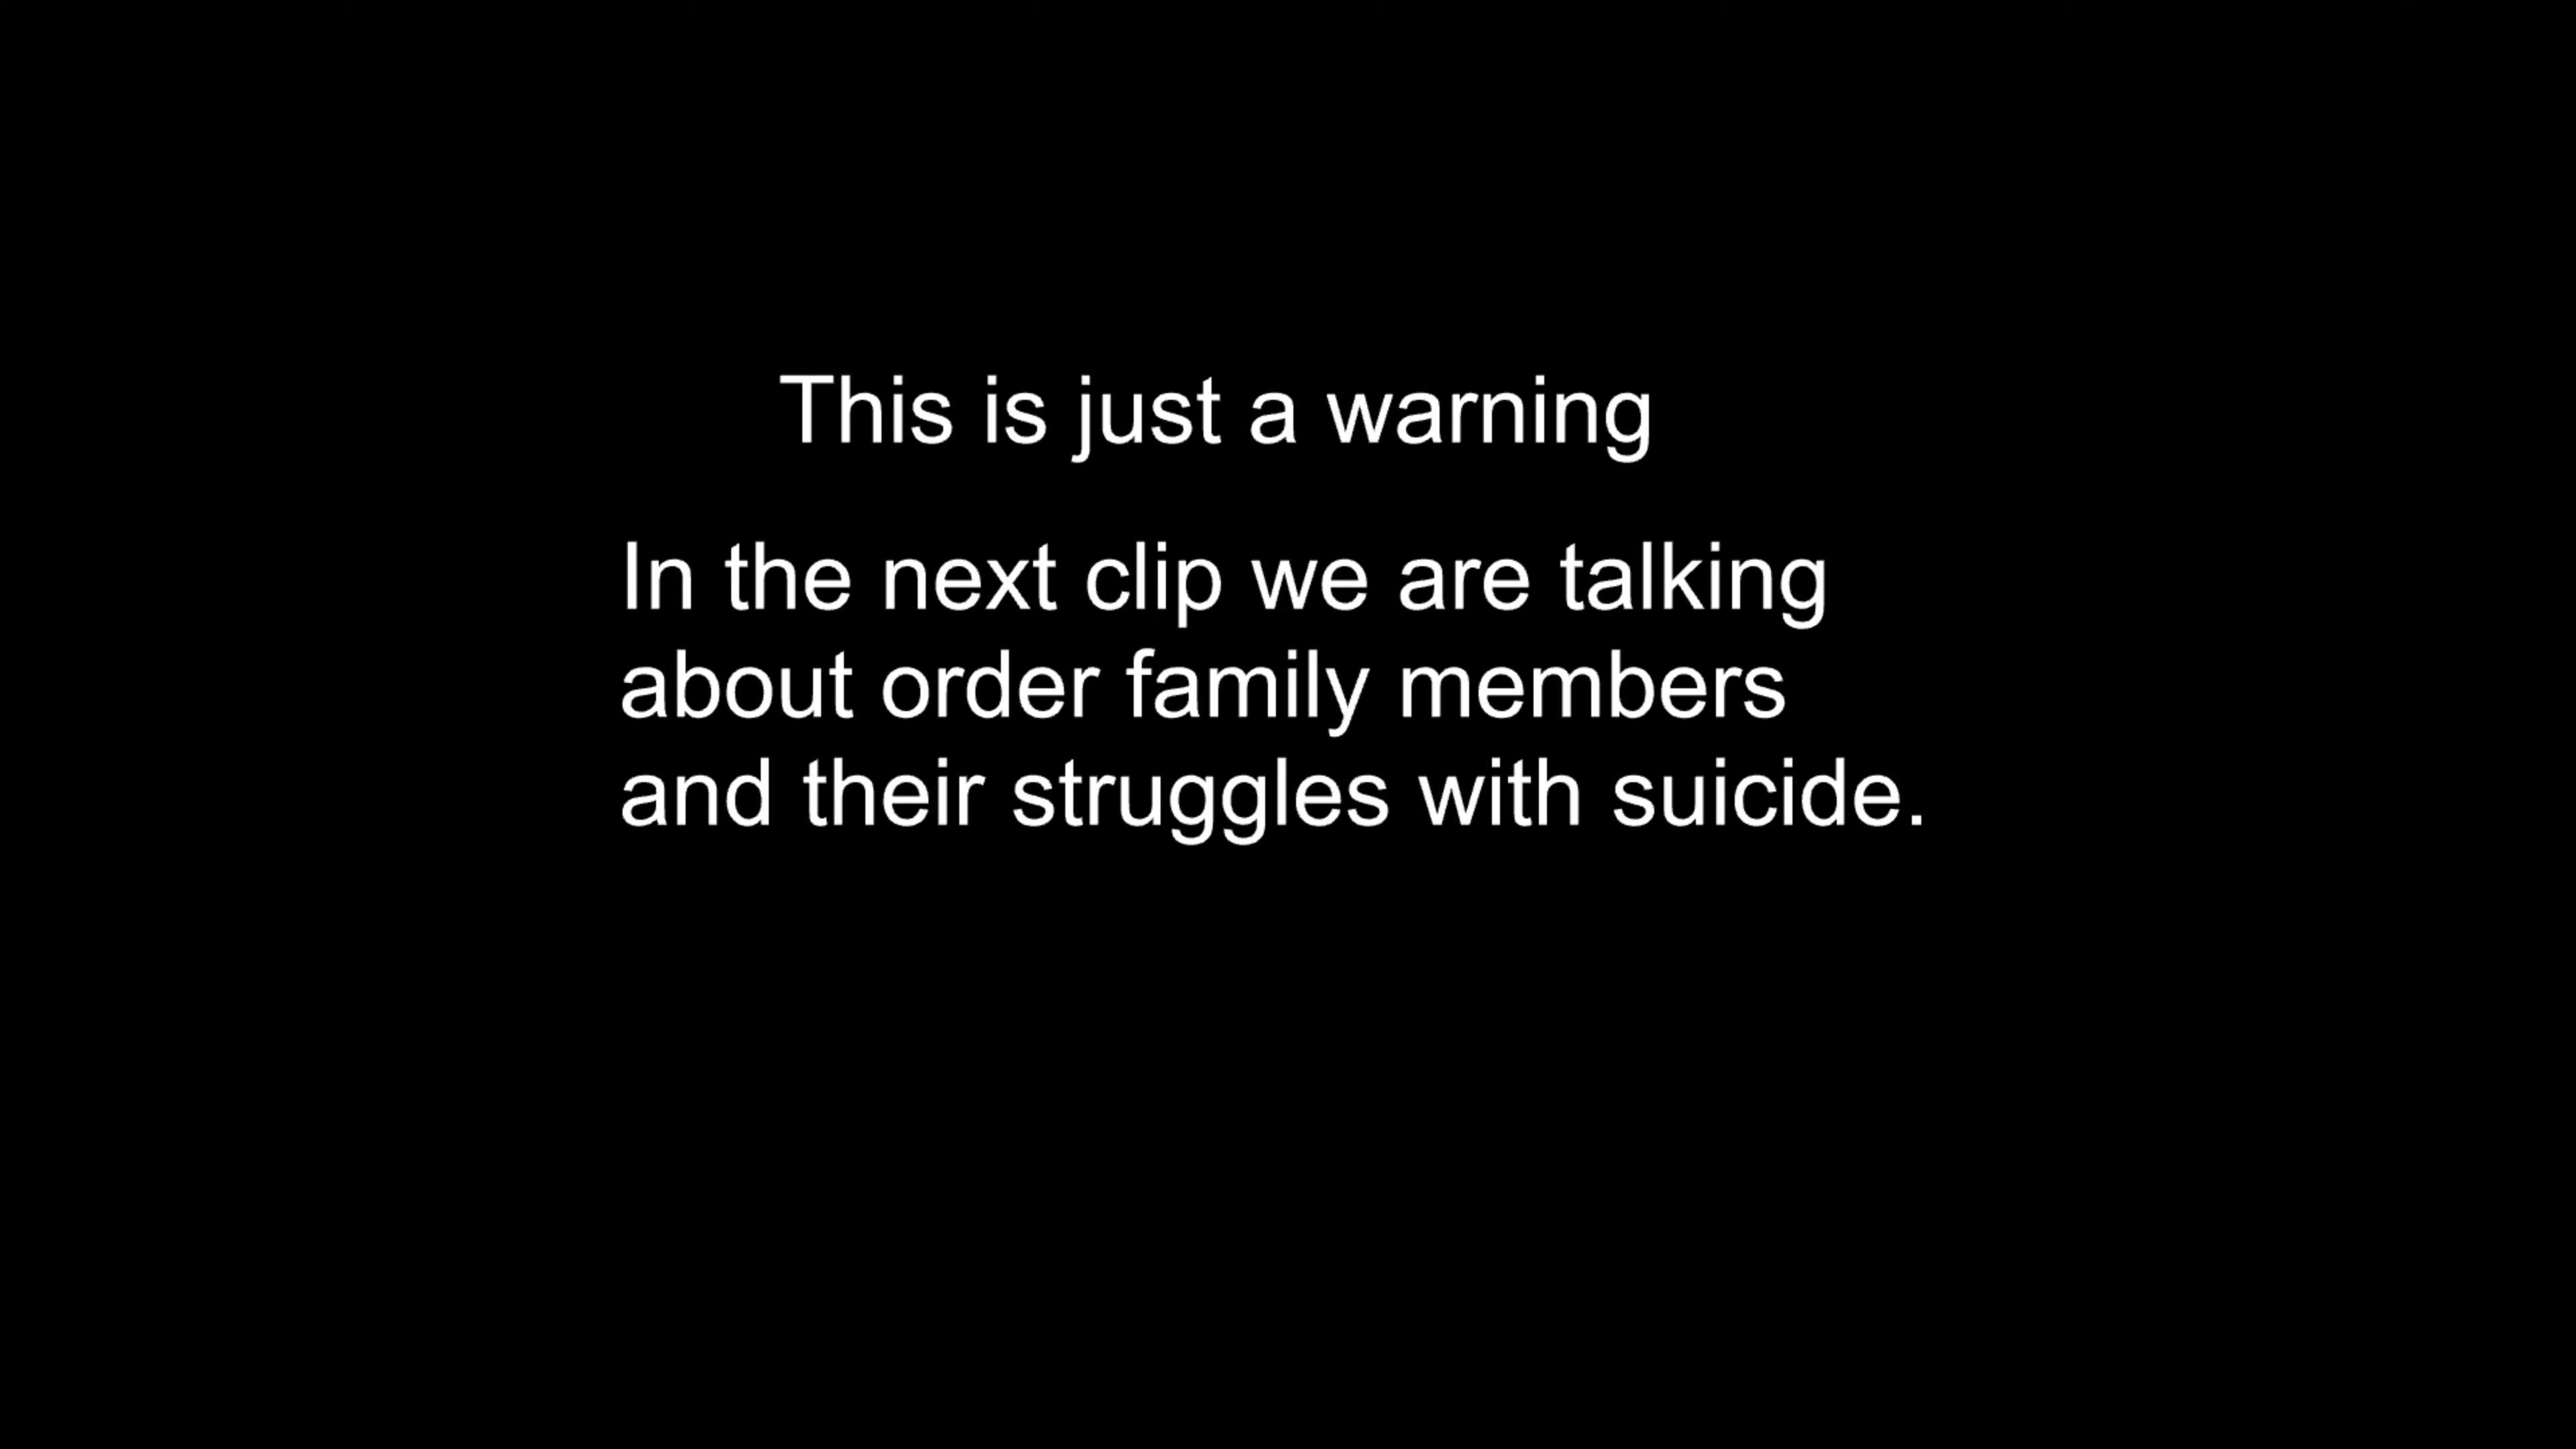 This is just a warning
In the next clip we are talking
about order family members
and their struggles with suicide.